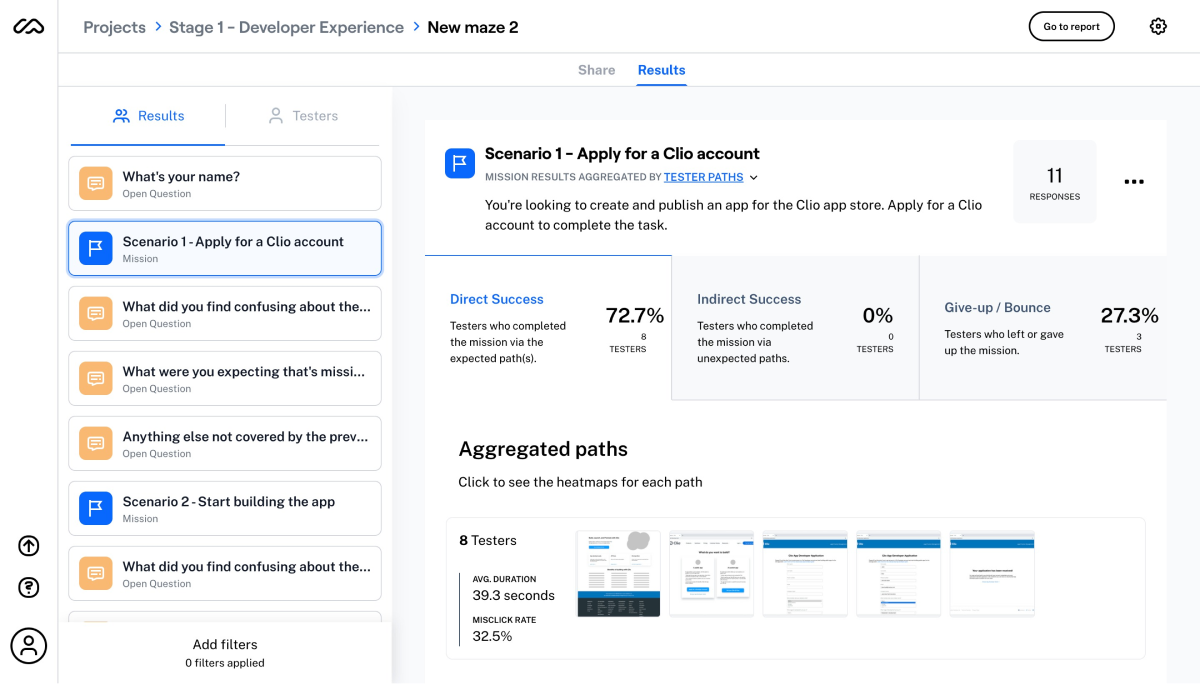 Projects > Stage 1 – Developer Experience > New maze 2
Go to report
Share
Results
Results
Testers
What's your name?
Open Question
Scenario 1 - Apply for a Clio account
Mission
What did you find confusing about the...
Open Question
What were you expecting that's missi...
Open Question
Anything else not covered by the prev...
Open Question
Scenario 2 - Start building the app
Mission
What did you find confusing about the...
Open Question
Add filters
0 filters applied
Scenario 1 – Apply for a Clio account
MISSION RESULTS AGGREGATED BY TESTER PATHS
You're looking to create and publish an app for the Clio app store. Apply for a Clio
account to complete the task.
11
RESPONSES
Direct Success
Testers who completed
the mission via the
expected path(s).
72.7%
8
TESTERS
Indirect Success
Testers who completed
the mission via
unexpected paths.
0%
0
TESTERS
Give-up / Bounce
Testers who left or gave
up the mission.
27.3%
3
TESTERS
Aggregated paths
Click to see the heatmaps for each path
8 Testers
AVG. DURATION
39.3 seconds
MISCLICK RATE
32.5%